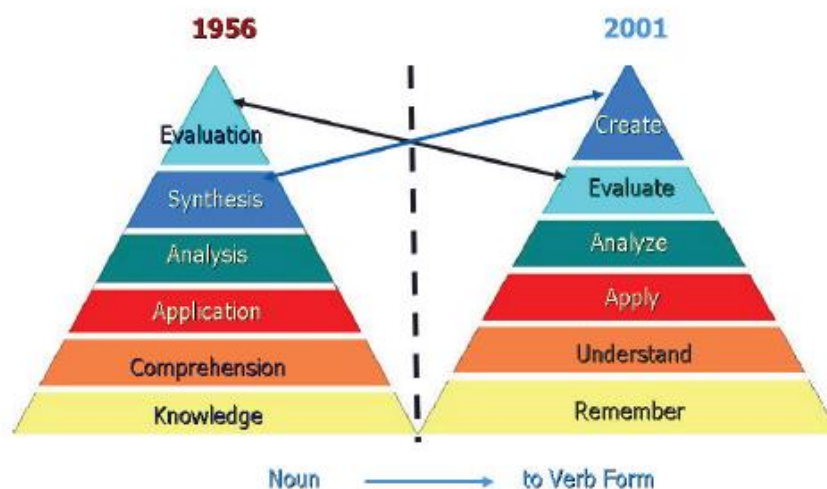 1956
Evaluation
Synthesis
Analysis
Application
Comprehension
Knowledge
2001
Create
Evaluate
Analyze
Apply
Understand
Remember
Noun to Verb Form